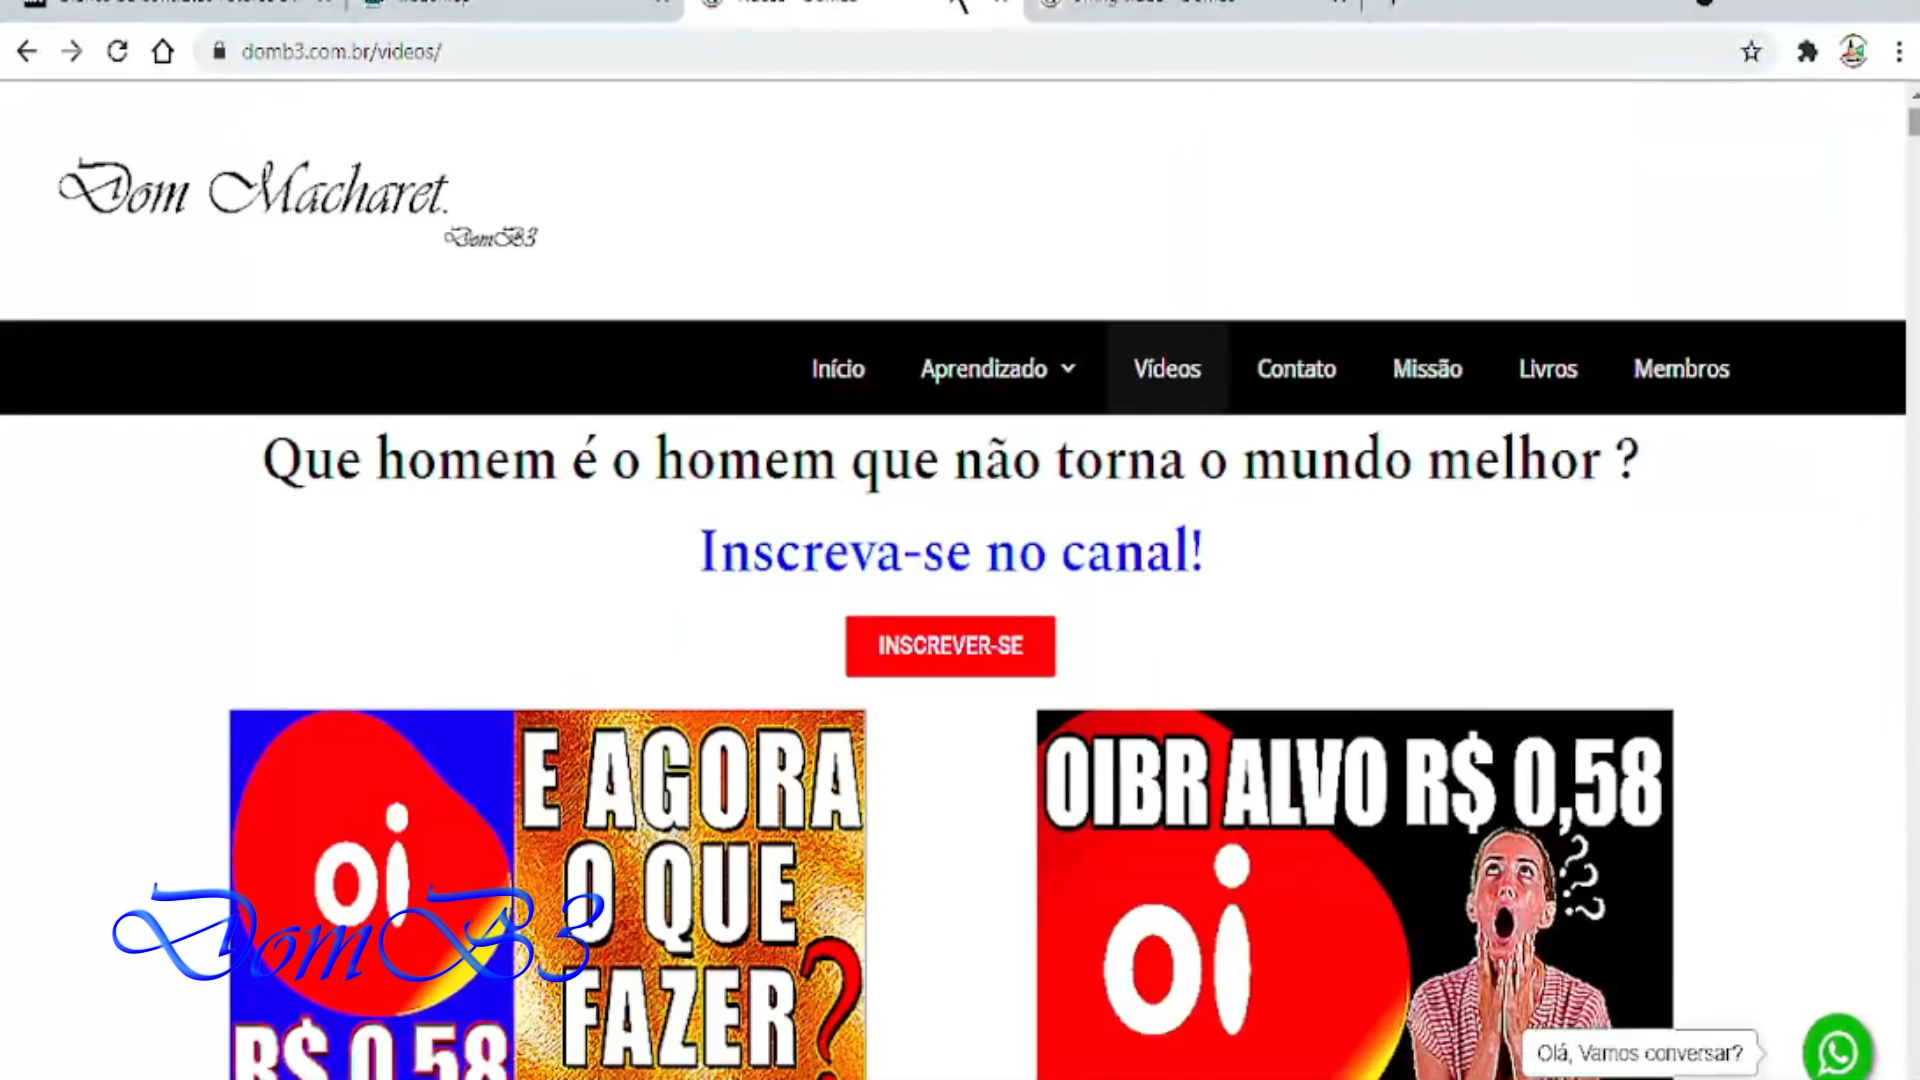 domb3.com.br/videos/
Dom Macharet.
DomB3
Início
Aprendizado
Vídeos
Contato
Missão
Livros
Membros
Que homem é o homem que não torna o mundo melhor ?
Inscreva-se no canal!
INSCREVER-SE
E AGORA
O QUE
FAZER?
oi
R$ 0,58
OIBR ALVO R$ 0,58
???
oi
DomB3
Olá, Vamos conversar?